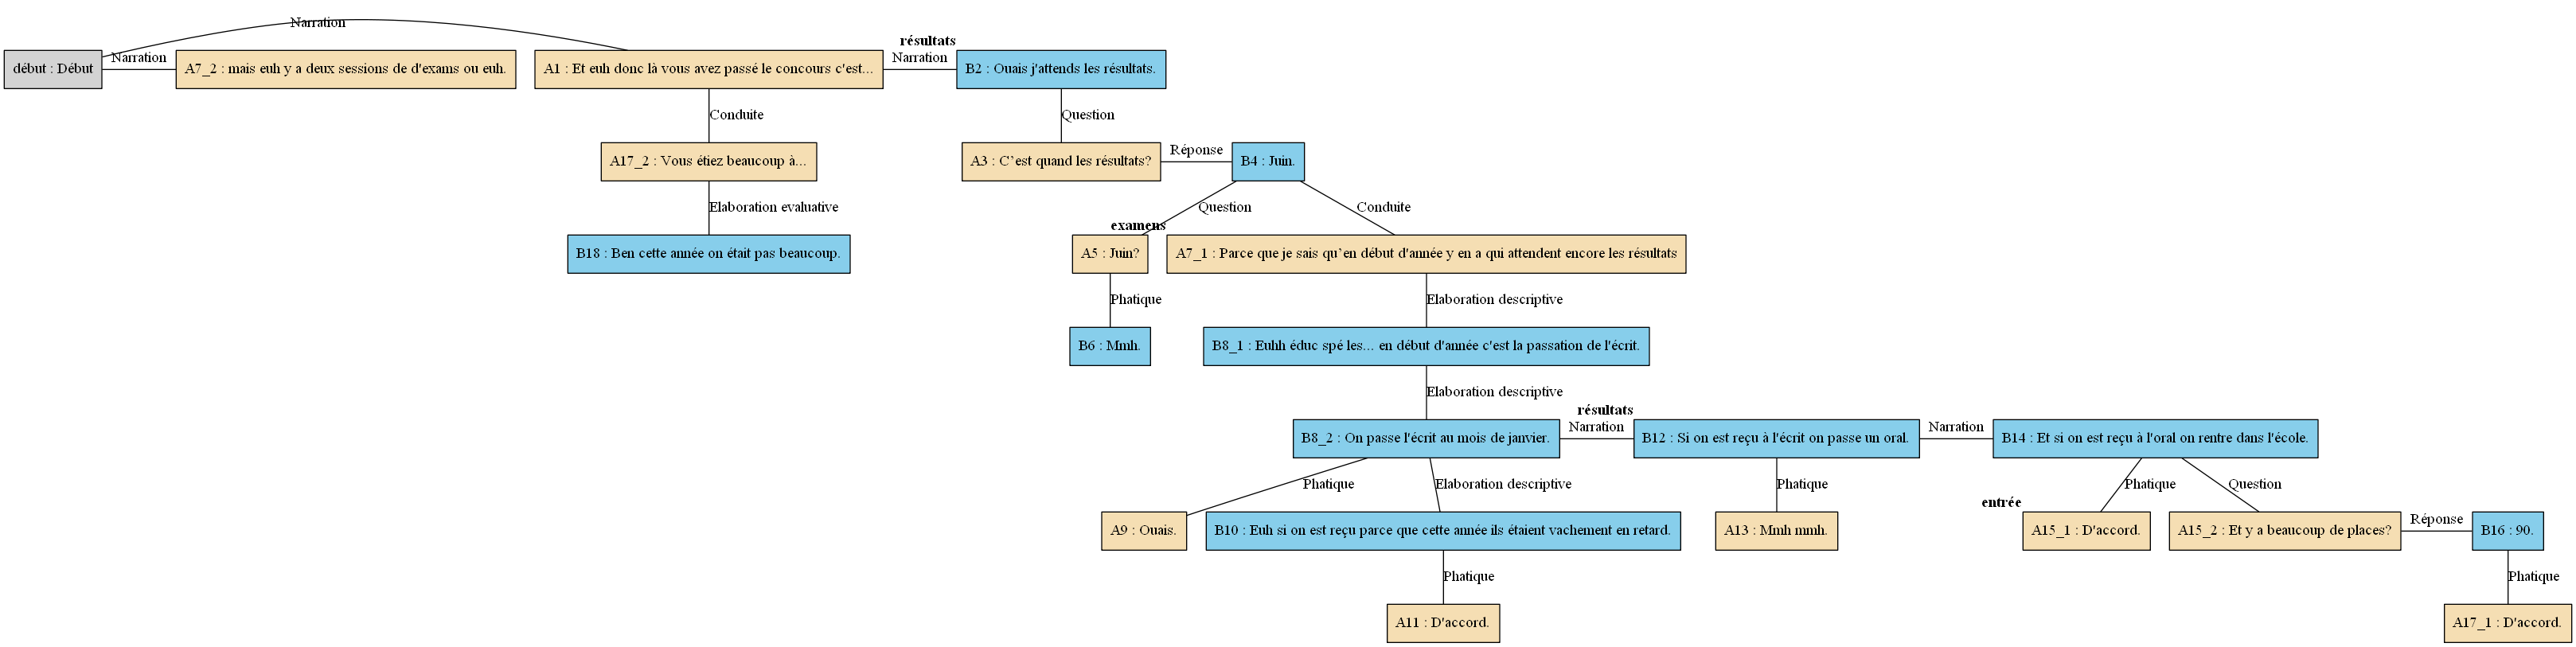 Narration
résultats
Narration
Narration
début : Début
A7_2 : mais euh y a deux sessions de d'exams ou euh.
A1 : Et euh donc là vous avez passé le concours c'est...
B2 : Ouais j'attends les résultats.
Conduite
Question
A17_2 : Vous étiez beaucoup à...
A3 : C’est quand les résultats?
Réponse
B4 : Juin.
Elaboration evaluative
Question
Conduite
examens
B18 : Ben cette année on était pas beaucoup.
A5 : Juin?
A7_1 : Parce que je sais qu’en début d'année y en a qui attendent encore les résultats
Phatique
Elaboration descriptive
B6 : Mmh.
B8_1 : Euhh éduc spé les... en début d'année c'est la passation de l'écrit.
Elaboration descriptive
résultats
Narration
Narration
B8_2 : On passe l'écrit au mois de janvier.
B12 : Si on est reçu à l'écrit on passe un oral.
B14 : Et si on est reçu à l'oral on rentre dans l'école.
Phatique
Elaboration descriptive
Phatique
Phatique
Question
entrée
A9 : Ouais.
B10 : Euh si on est reçu parce que cette année ils étaient vachement en retard.
A13 : Mmh mmh.
A15_1 : D'accord.
A15_2 : Et y a beaucoup de places?
Réponse
B16 : 90.
Phatique
Phatique
A11 : D'accord.
A17_1 : D'accord.